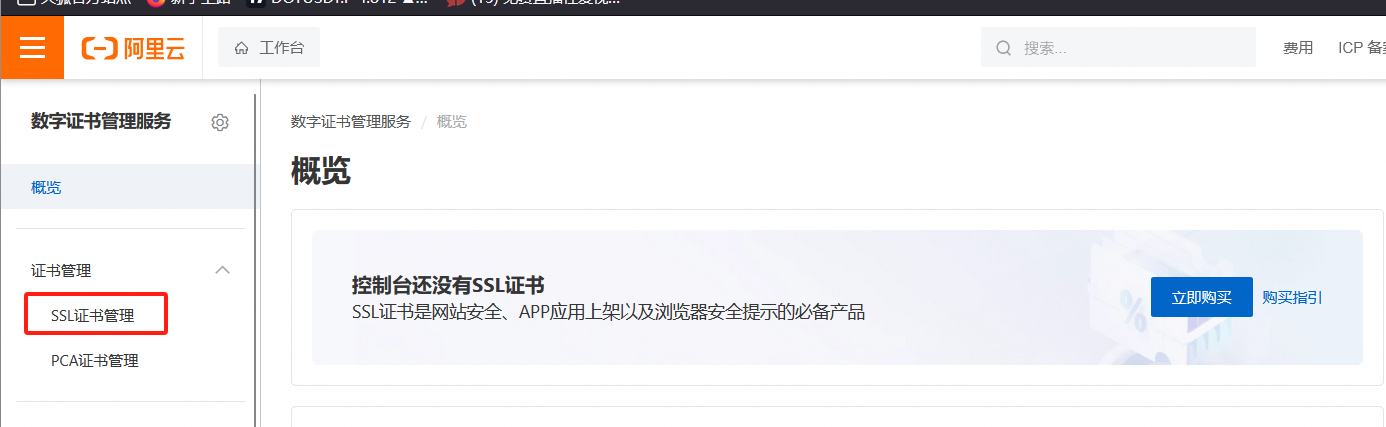 阿里云
工作台
搜索...
费用
ICP 备案
数字证书管理服务
数字证书管理服务 / 概览
概览
概览
证书管理
控制台还没有SSL证书
SSL证书是网站安全、APP应用上架以及浏览器安全提示的必备产品
立即购买
购买指引
SSL证书管理
PCA证书管理